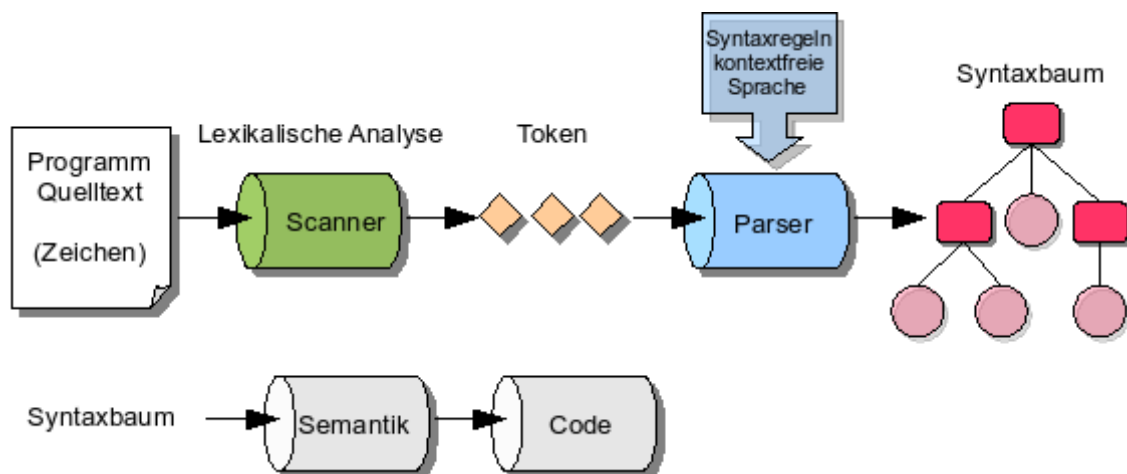 Syntaxregeln
kontextfreie
Sprache
Syntaxbaum
Lexikalische Analyse
Token
Programm
Quelltext
(Zeichen)
Scanner
Parser
Syntaxbaum
Semantik
Code